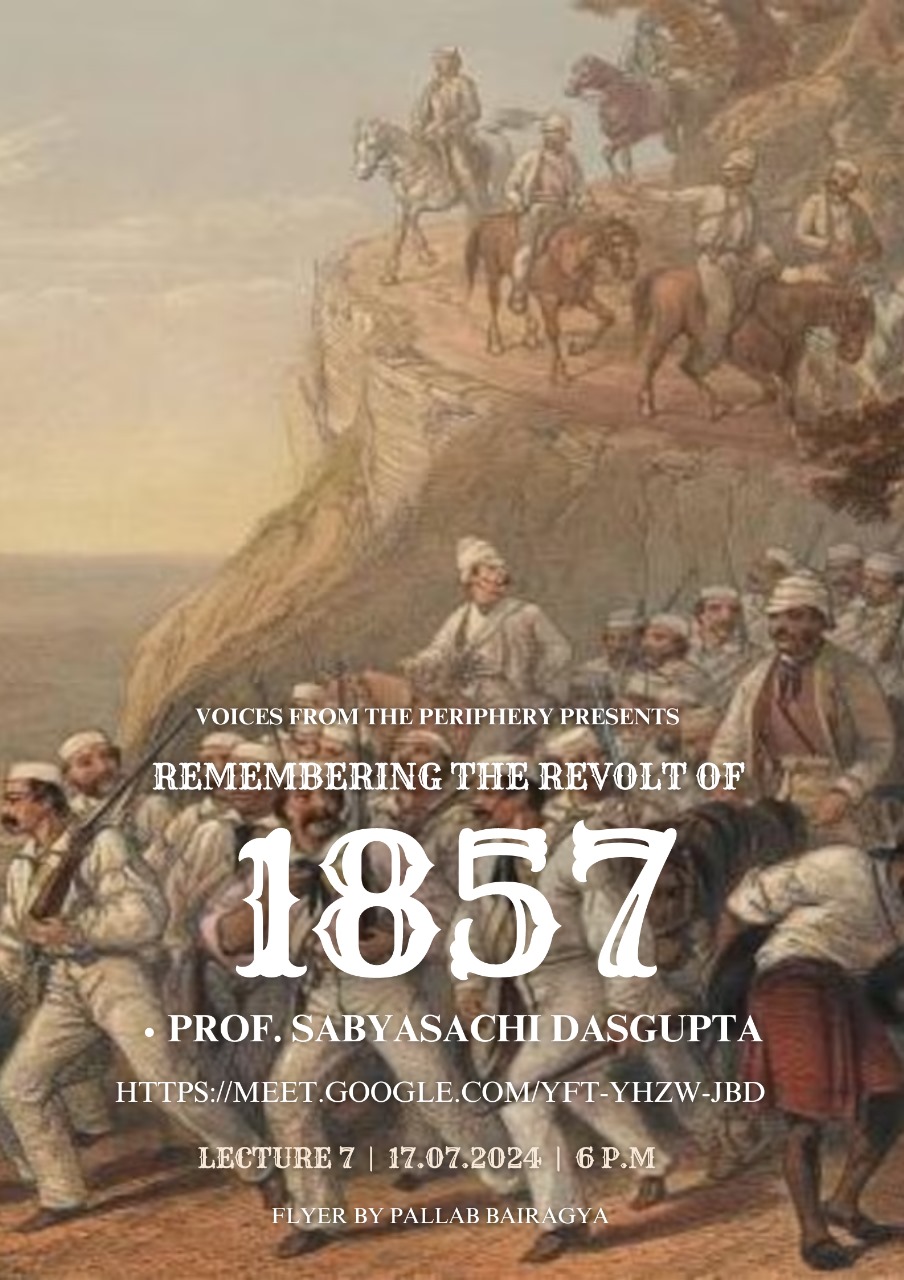 VOICES FROM THE PERIPHERY PRESENTS
REMEMBERING THE REVOLT OF
1857
• PROF. SABYASACHI DASGUPTA
HTTPS://MEET.GOOGLE.COM/YFT-YHZW-JBD
LECTURE 7 | 17.07.2024 | 6 P.M
FLYER BY PALLAB BAIRAGYA